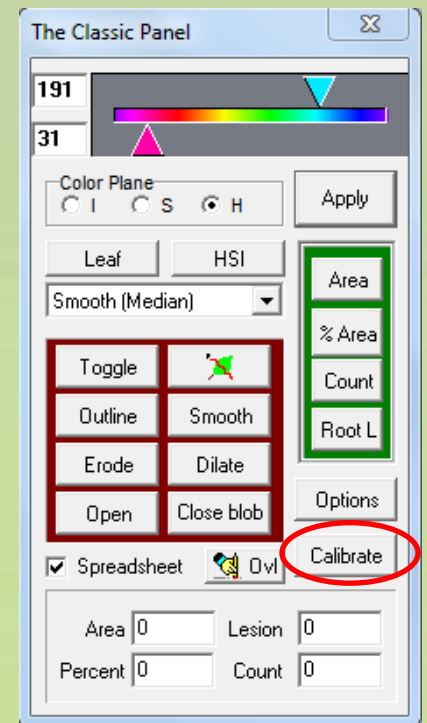 The Classic Panel
191
31
Color Plane
I S H
Apply
Leaf HSI
Smooth (Median)
Area
% Area
Count
Root L
Toggle
Outline Smooth
Erode Dilate
Open Close blob
Options
Spreadsheet Ovl
Calibrate
Area 0 Lesion 0
Percent 0 Count 0